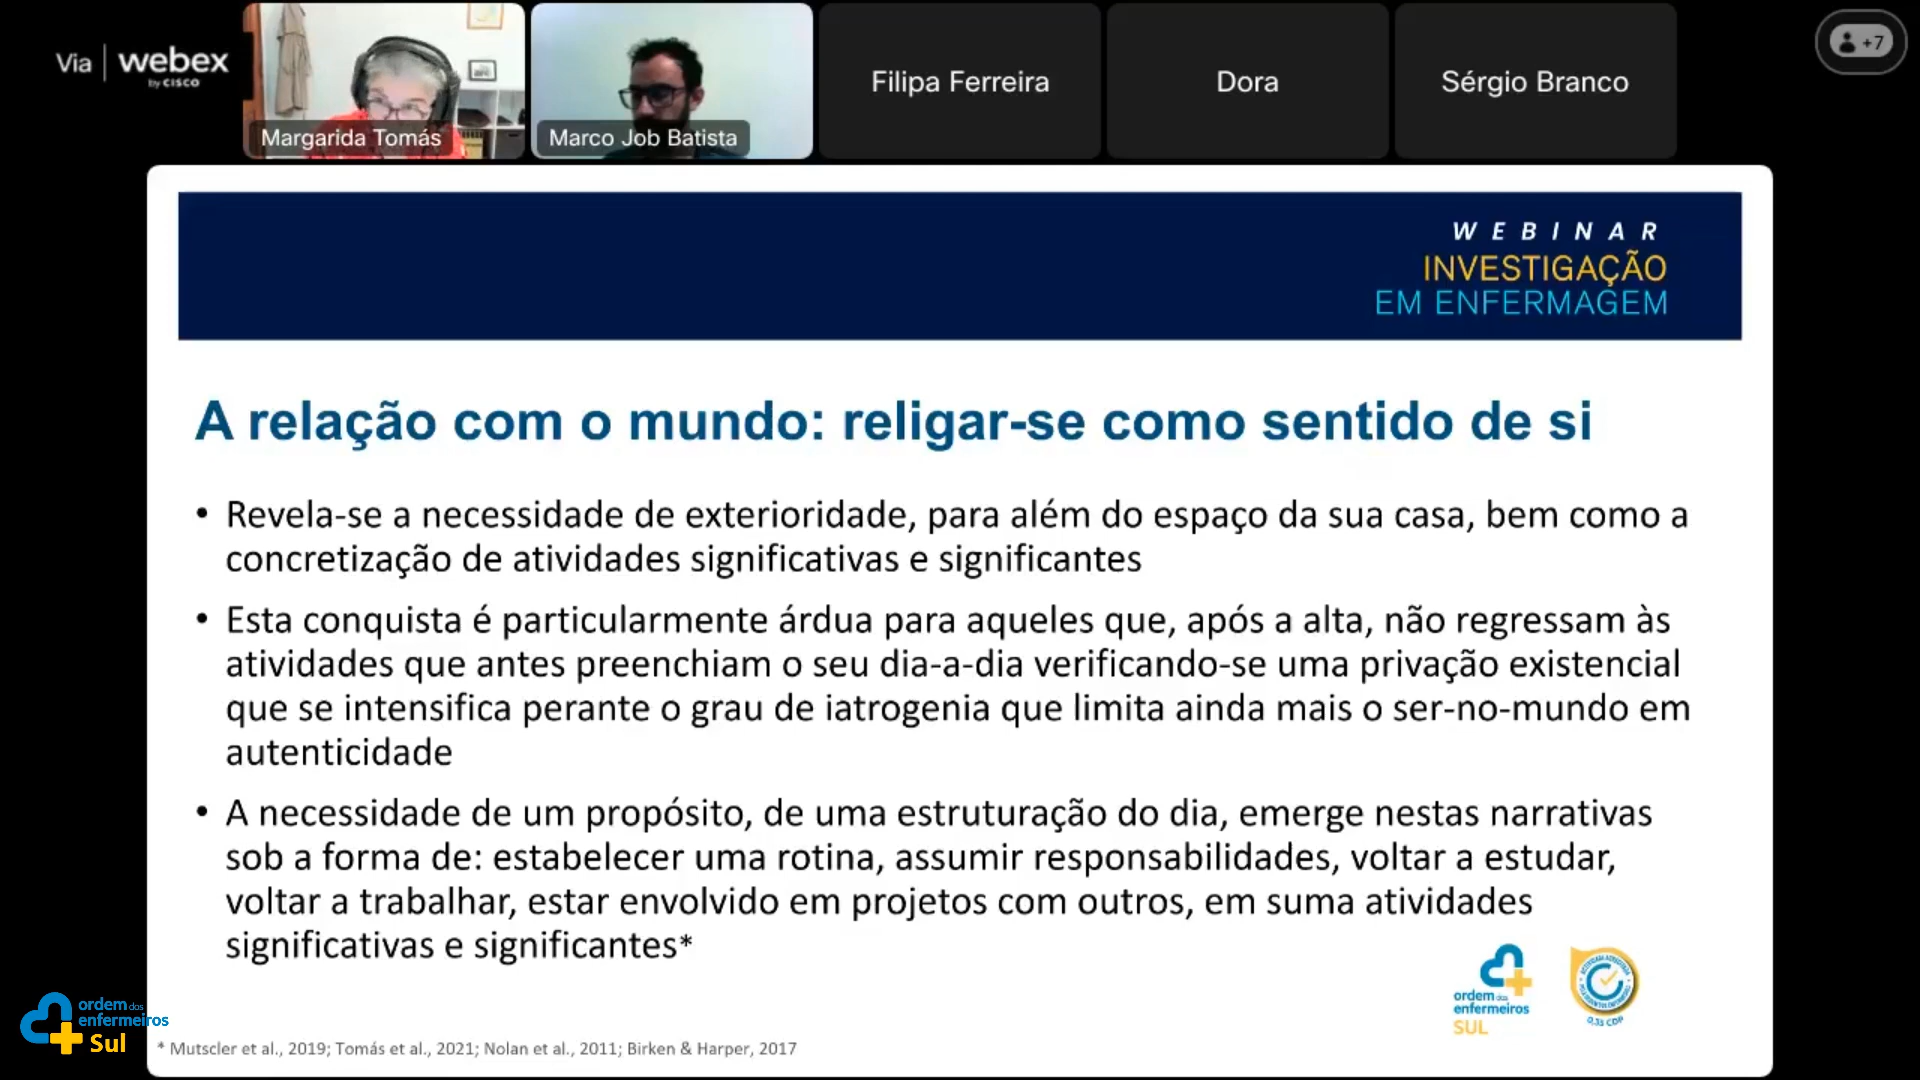 Via webex
by CISCO
Margarida Tomás
Marco Job Batista
Filipa Ferreira
Dora
Sérgio Branco
+7
WEBINAR
INVESTIGAÇÃO
EM ENFERMAGEM
A relação com o mundo: religar-se como sentido de si
• Revela-se a necessidade de exterioridade, para além do espaço da sua casa, bem como a
concretização de atividades significativas e significantes
• Esta conquista é particularmente árdua para aqueles que, após a alta, não regressam às
atividades que antes preenchiam o seu dia-a-dia verificando-se uma privação existencial
que se intensifica perante o grau de iatrogenia que limita ainda mais o ser-no-mundo em
autenticidade
• A necessidade de um propósito, de uma estruturação do dia, emerge nestas narrativas
sob a forma de: estabelecer uma rotina, assumir responsabilidades, voltar a estudar,
voltar a trabalhar, estar envolvido em projetos com outros, em suma atividades
significativas e significantes*
ordem dos
enfermeiros
SUL
0,35 CDP
ordem dos
enfermeiros
Sul
* Mutscler et al., 2019; Tomás et al., 2021; Nolan et al., 2011; Birken & Harper, 2017